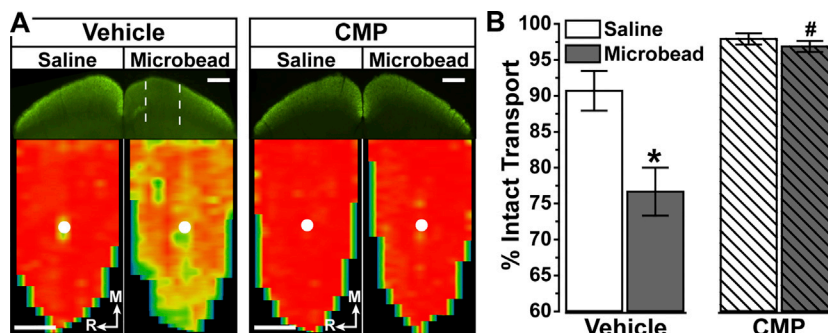 A
Vehicle
CMP
Saline
Microbead
Saline
Microbead
M
R
M
R
B
% Intact Transport
100
95
90
85
80
75
70
65
60
Saline
Microbead
*
#
Vehicle
CMP